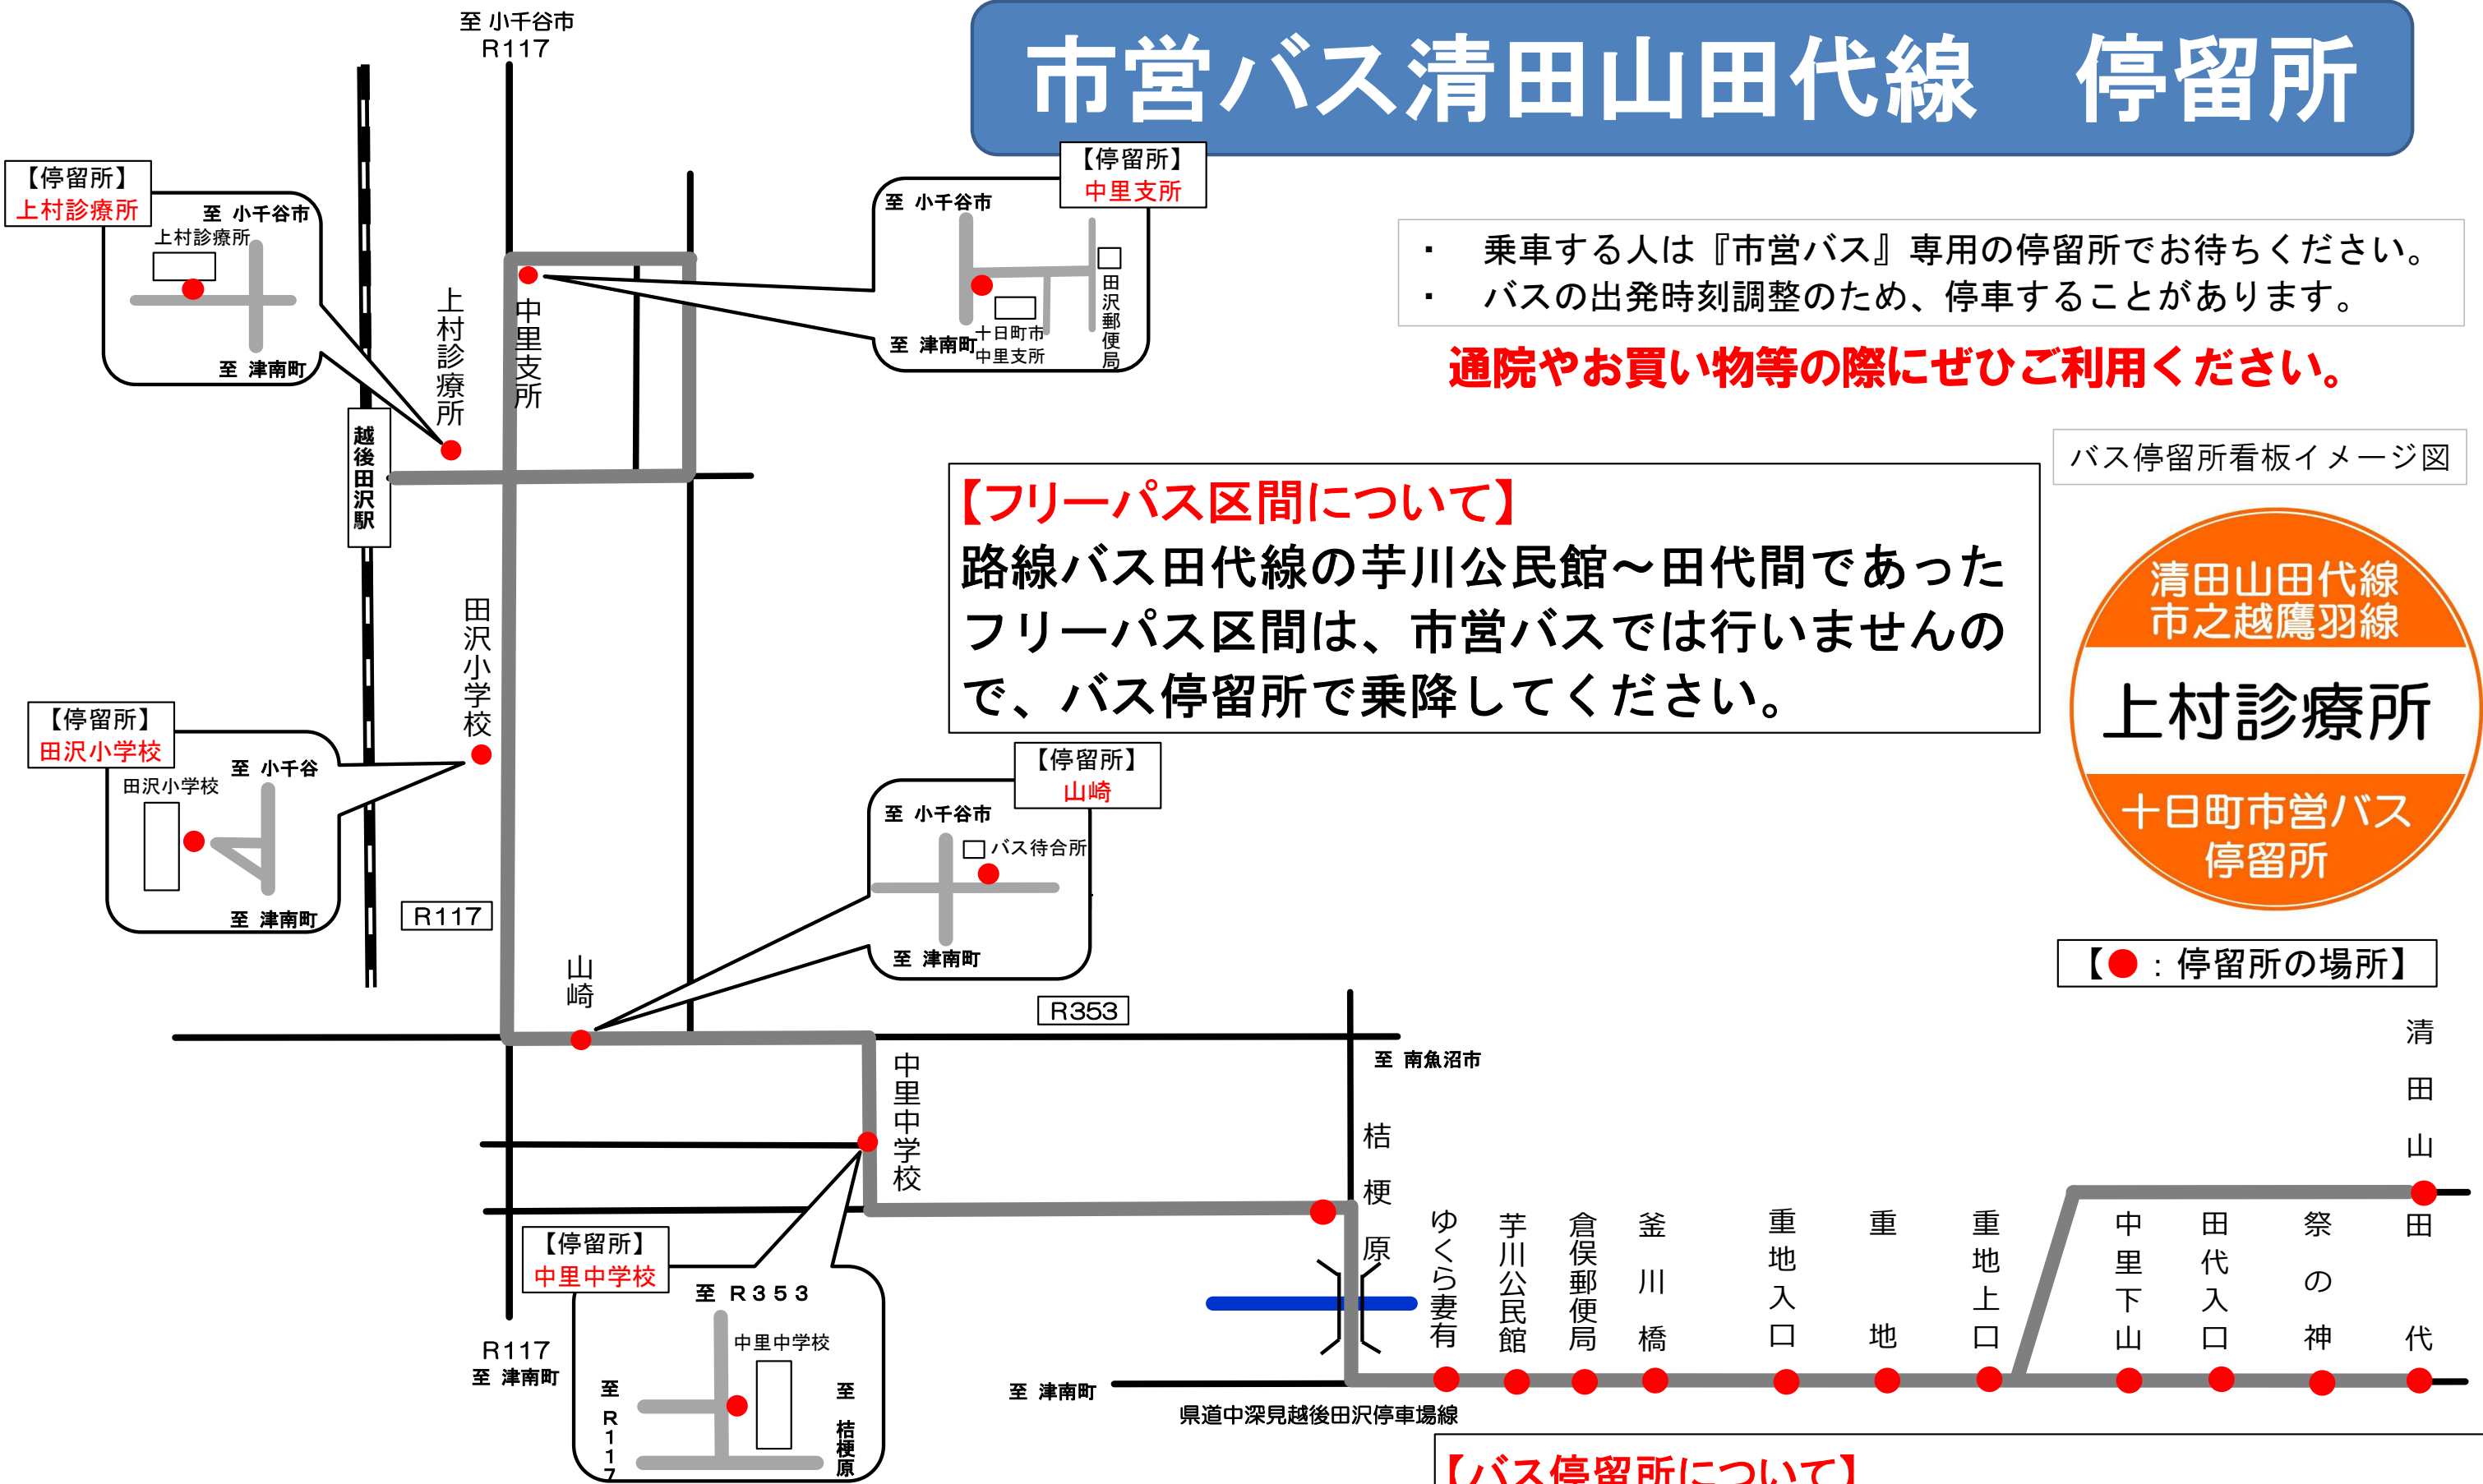 市営バス清田山田代線　停留所
至 小千谷市
R117
【停留所】
上村診療所
至 小千谷市
上村診療所
至 津南町
上村診療所
中里支所
【停留所】
中里支所
至 小千谷市
田沢郵便局
至 津南町
十日町市
中里支所
・　乗車する人は『市営バス』専用の停留所でお待ちください。
・　バスの出発時刻調整のため、停車することがあります。
通院やお買い物等の際にぜひご利用ください。
越後田沢駅
【フリーパス区間について】
路線バス田代線の芋川公民館～田代間であった
フリーパス区間は、市営バスでは行いませんの
で、バス停留所で乗降してください。
バス停留所看板イメージ図
清田山田代線
市之越鷹羽線
上村診療所
十日町市営バス
停留所
【●：停留所の場所】
田沢小学校
【停留所】
田沢小学校
田沢小学校
至 小千谷
至 津南町
R117
【停留所】
山崎
至 小千谷市
バス待合所
至 津南町
山崎
R353
至 南魚沼市
中里中学校
桔梗原
【停留所】
中里中学校
至 R353
中里中学校
至 R117
至 桔梗原
R117
至 津南町
至 津南町
県道中深見越後田沢停車場線
ゆくら妻有
芋川公民館
倉俣郵便局
釜川橋
重地入口
重地
重地上口
中里下山
田代入口
祭の神
田代
清田山
【バス停留所について】